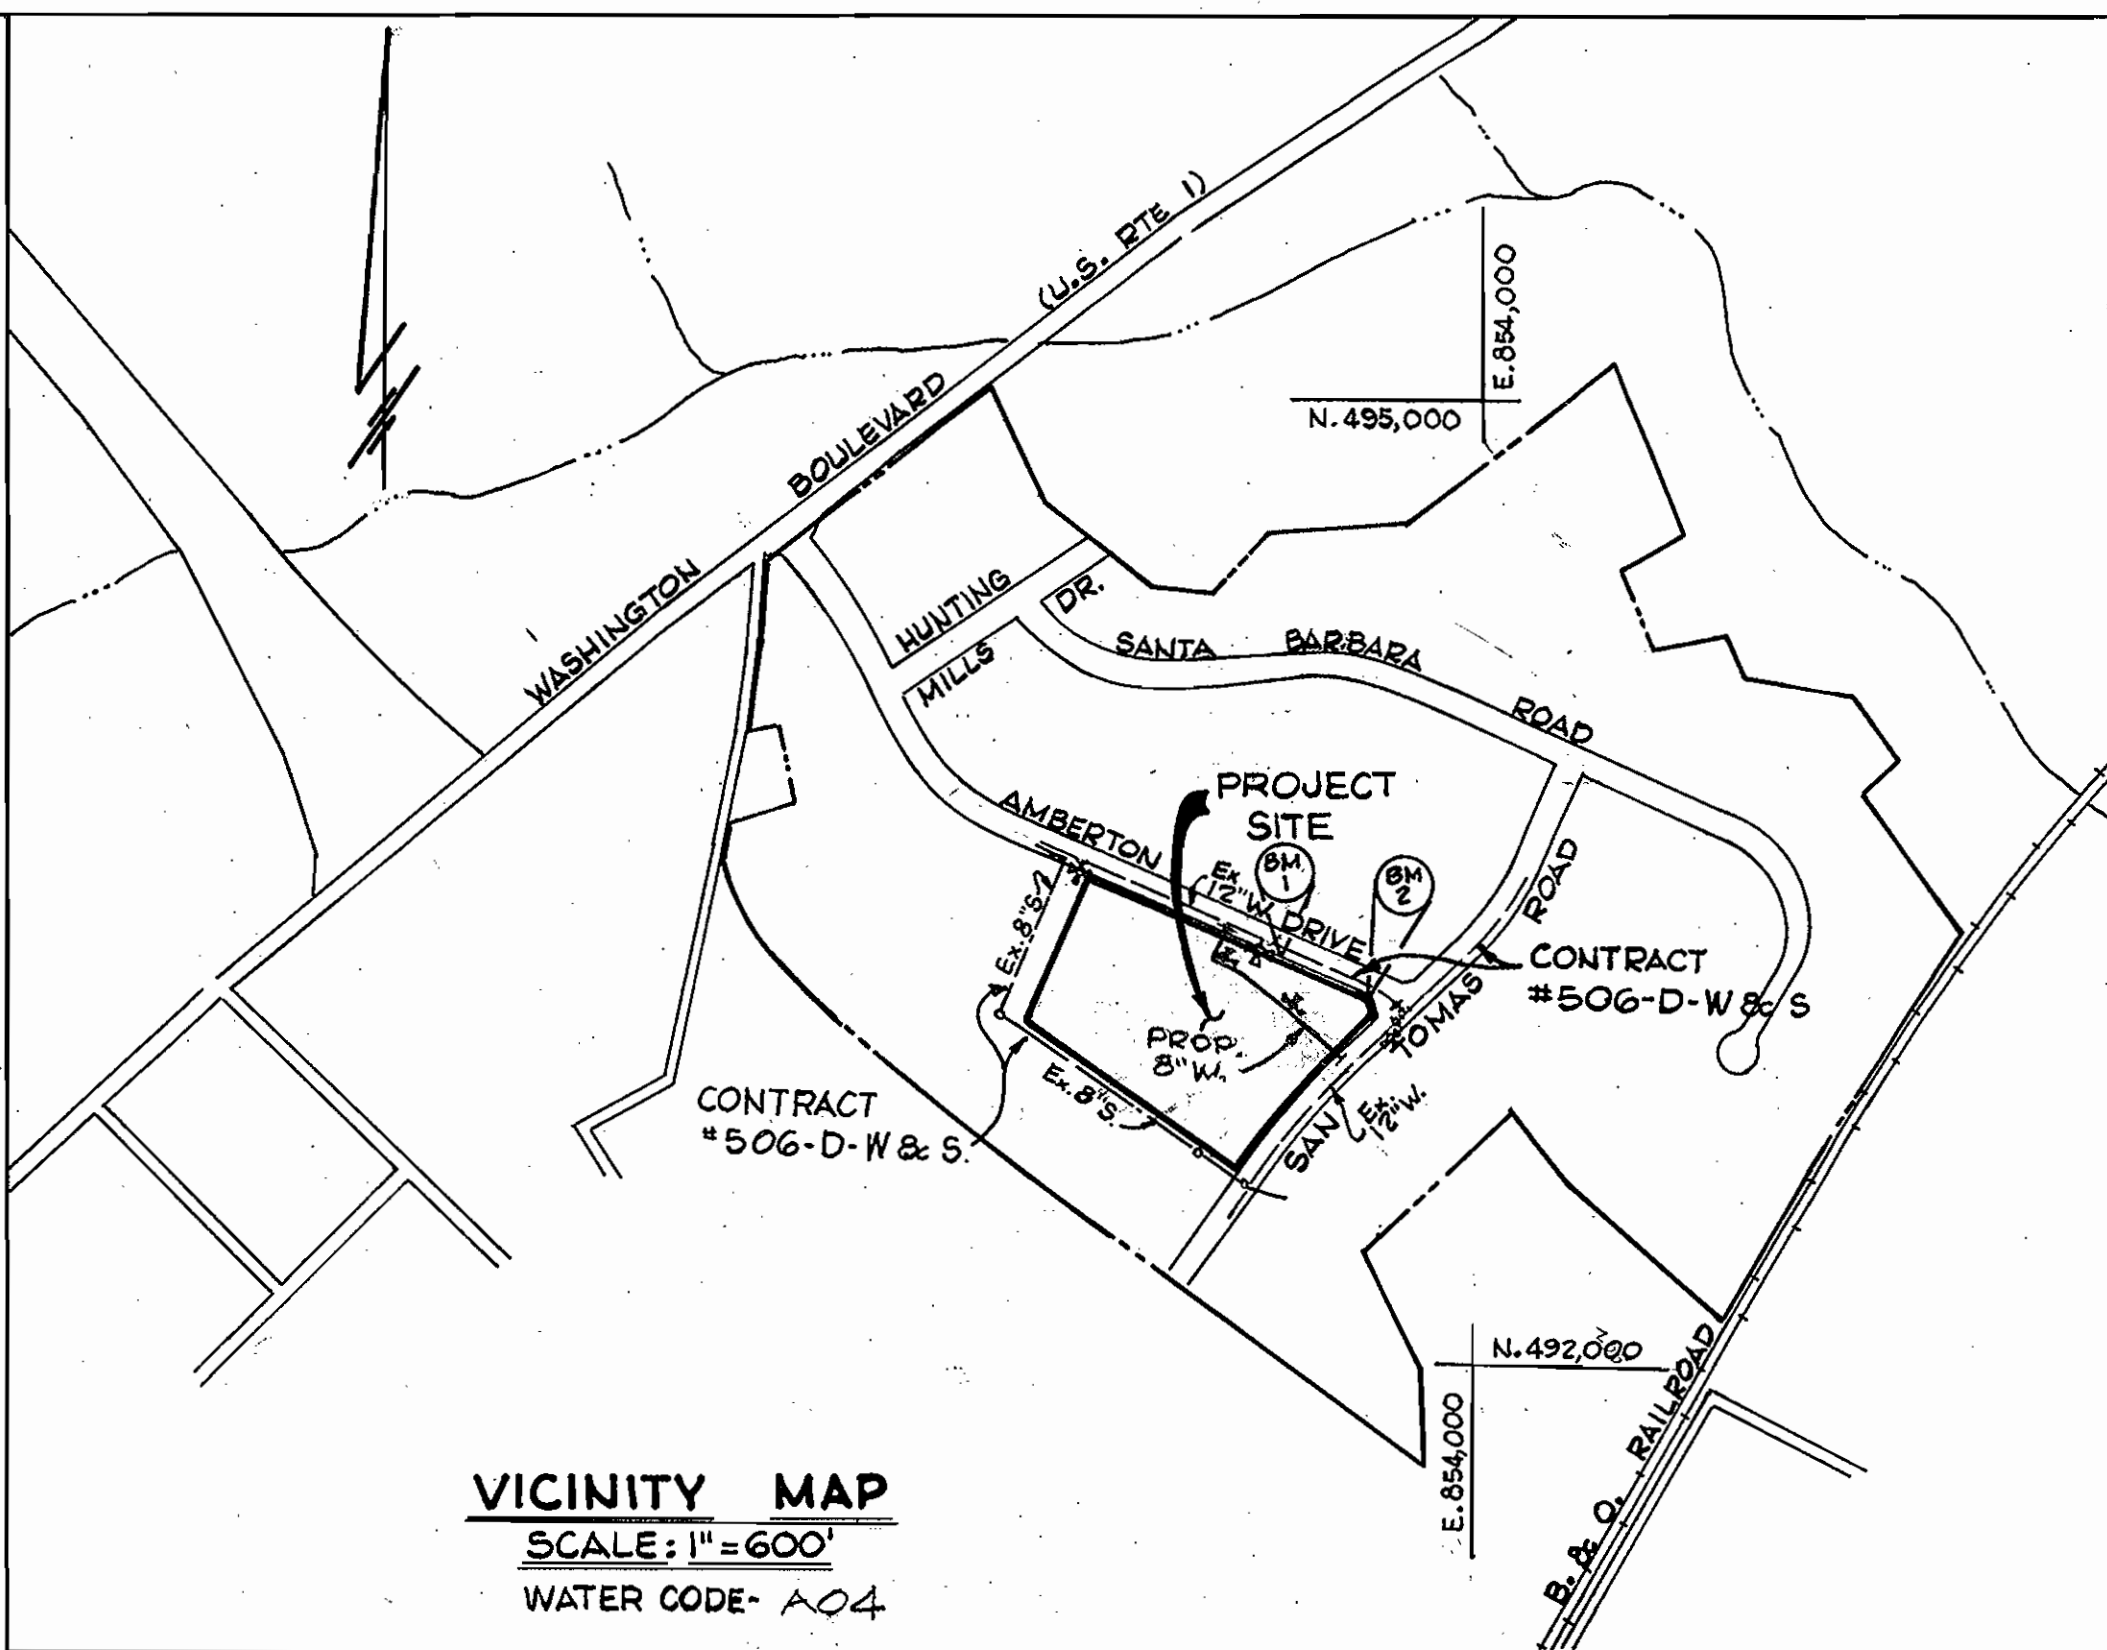 (U.S. RTE 1)
E. 854,000
N. 495,000
WASHINGTON BOULEVARD
HUNTING
MILLS
DR.
SANTA BARBARA ROAD
PROJECT
SITE
AMBERTON DRIVE
Ex
12"W.
BM
1
BM
2
ROAD
Ex. 8"S.
CONTRACT
#506-D-W & S
TOMAS
PROP.
8"W.
CONTRACT
#506-D-W & S.
Ex. 8"S.
SAN
Ex.
12"W.
N. 492,000
E. 854,000
B. & O. RAILROAD
VICINITY MAP
SCALE: 1" = 600'
WATER CODE- A04